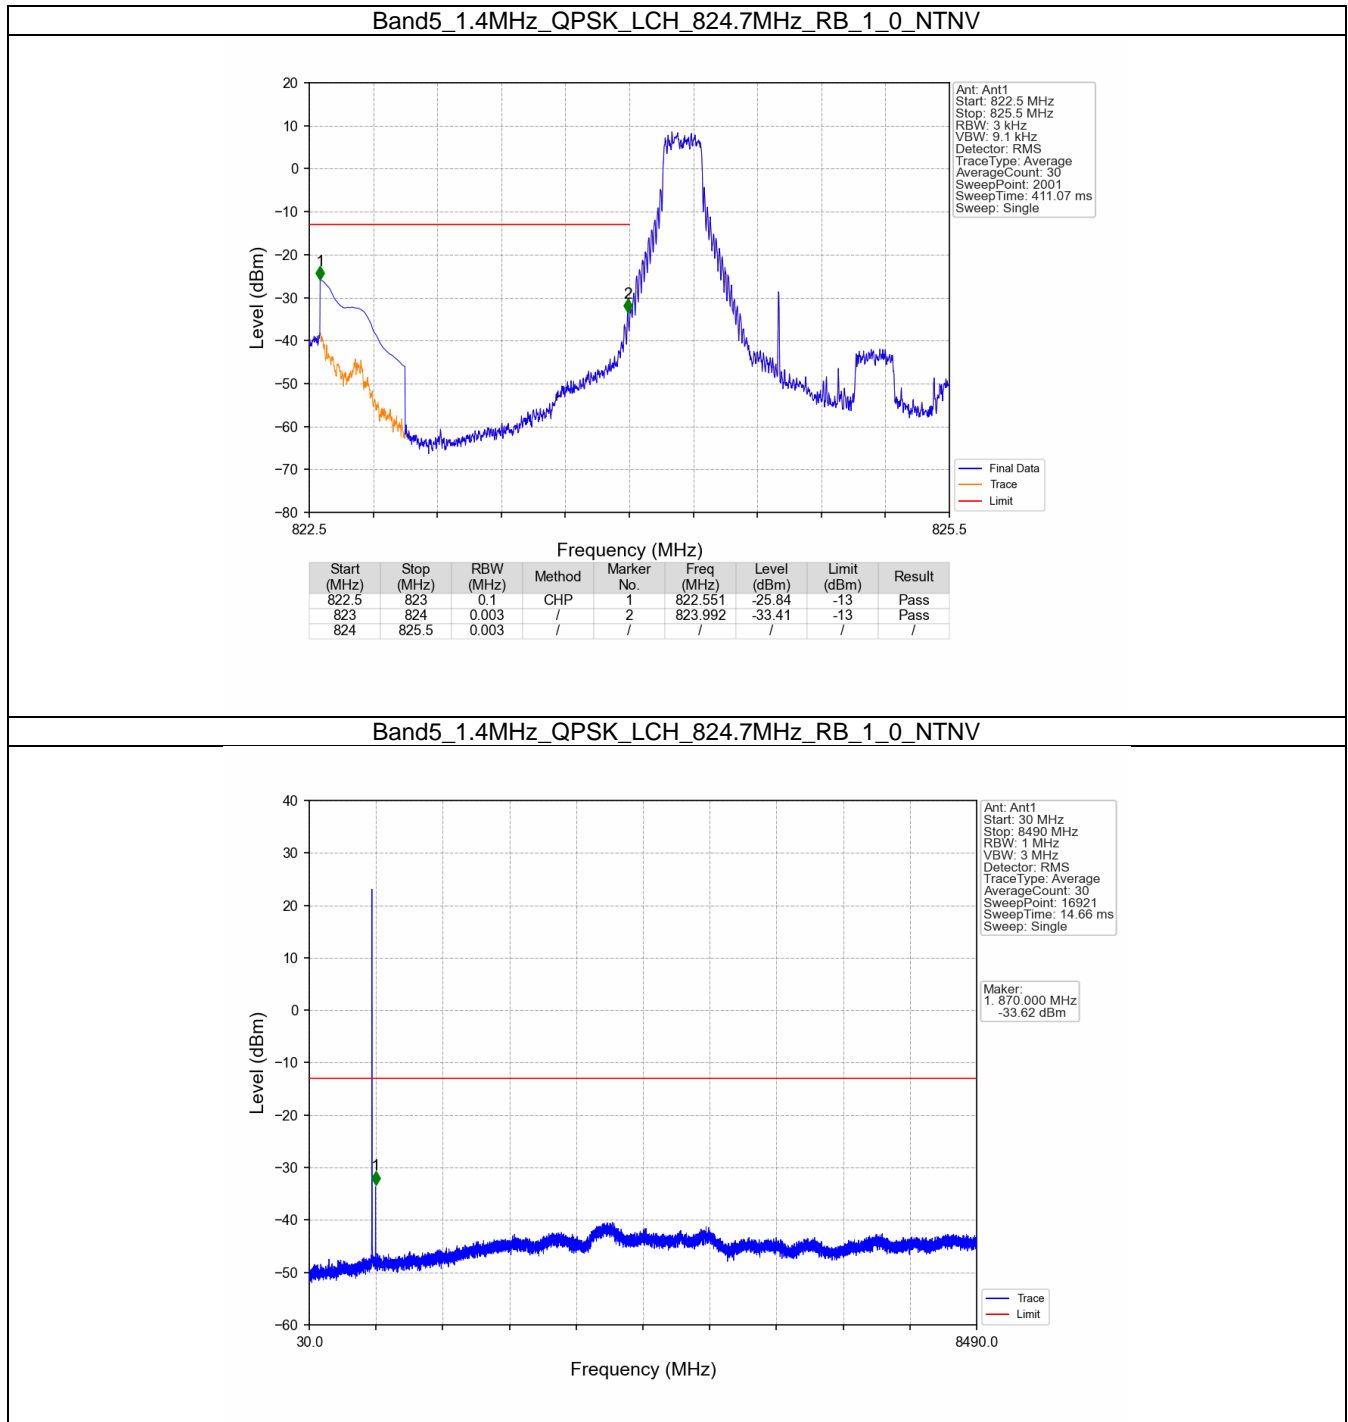 Band5_1.4MHz_QPSK_LCH_824.7MHz_RB_1_0_NTNV
20
10
0
−10
−20
−30
−40
−50
−60
−70
−80
Level (dBm)
1
2
822.5
825.5
Frequency (MHz)
Ant: Ant1
Start: 822.5 MHz
Stop: 825.5 MHz
RBW: 3 kHz
VBW: 9.1 kHz
Detector: RMS
TraceType: Average
AverageCount: 30
SweepPoint: 2001
SweepTime: 411.07 ms
Sweep: Single
Final Data
Trace
Limit
Start (MHz) Stop (MHz) RBW (MHz) Method Marker No. Freq (MHz) Level (dBm) Limit (dBm) Result
822.5 823 0.1 CHP 1 822.551 -25.84 -13 Pass
823 824 0.003 / 2 823.992 -33.41 -13 Pass
824 825.5 0.003 / / / / / /
Band5_1.4MHz_QPSK_LCH_824.7MHz_RB_1_0_NTNV
40
30
20
10
0
−10
−20
−30
−40
−50
−60
Level (dBm)
1
30.0
8490.0
Frequency (MHz)
Ant: Ant1
Start: 30 MHz
Stop: 8490 MHz
RBW: 1 MHz
VBW: 3 MHz
Detector: RMS
TraceType: Average
AverageCount: 30
SweepPoint: 16921
SweepTime: 14.66 ms
Sweep: Single
Maker:
1. 870.000 MHz
-33.62 dBm
Trace
Limit